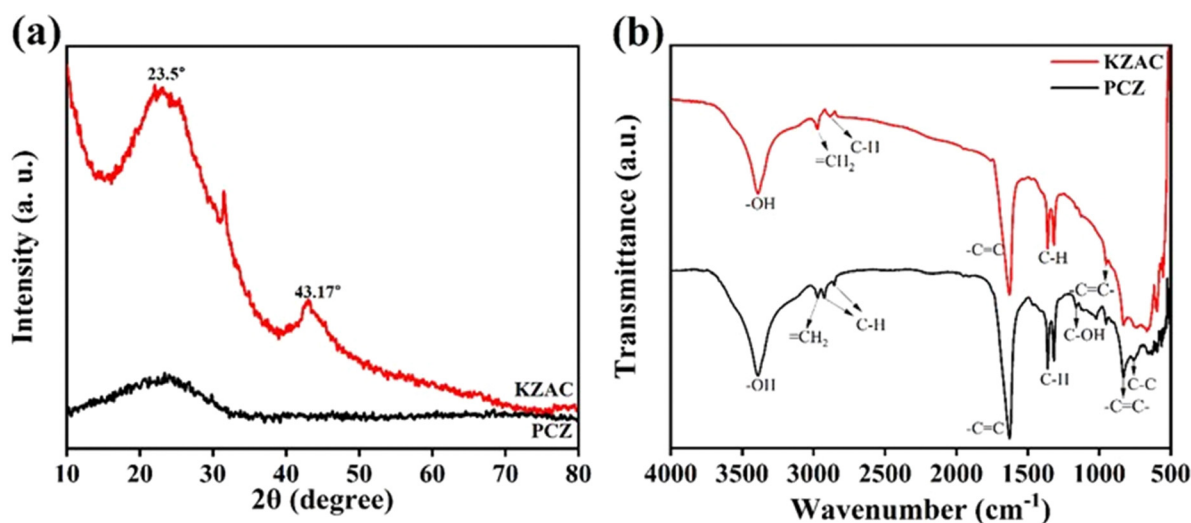 (a)
Intensity (a. u.)
23.5°
43.17°
KZAC
PCZ
10 20 30 40 50 60 70 80
2θ (degree)
(b)
Transmittance (a.u.)
KZAC
PCZ
C-H
=CH₂
-OH
-C=C
C-H
-C=C-
C-H
=CH₂
C-OH
-OH
C-H
C-C
-C=C-
-C=C
4000 3500 3000 2500 2000 1500 1000 500
Wavenumber (cm⁻¹)